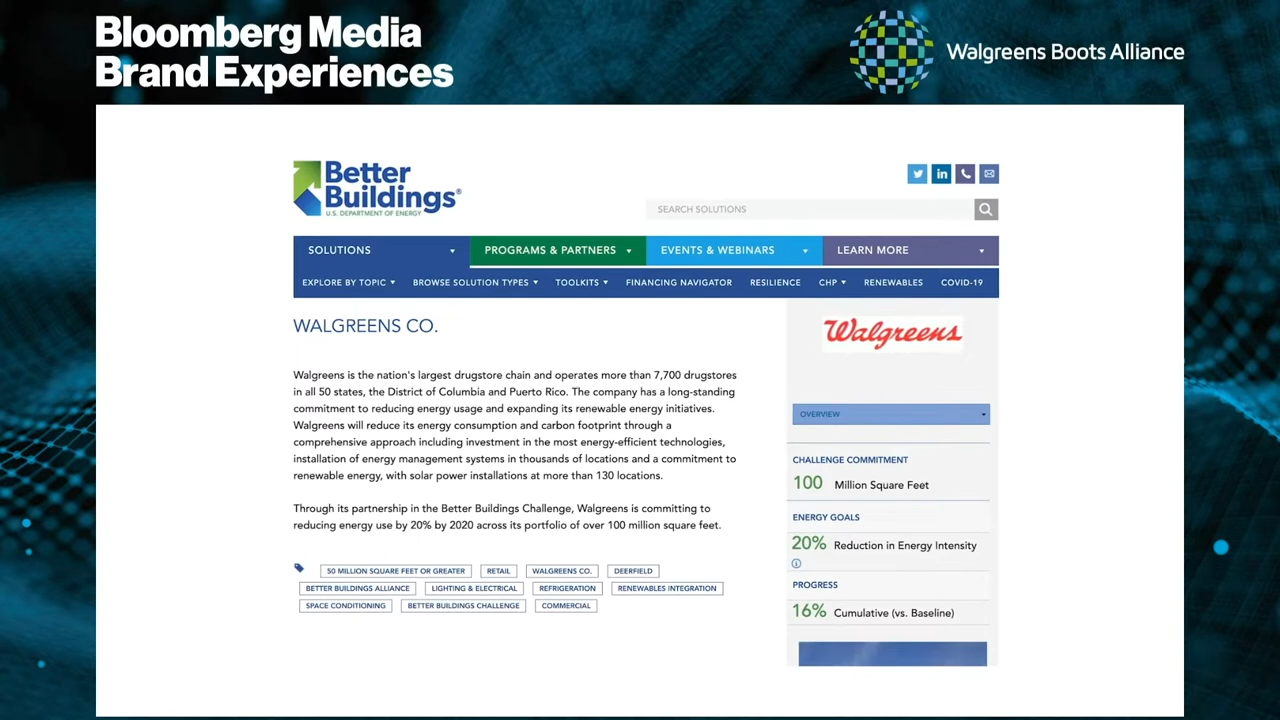 Bloomberg Media
Brand Experiences
Walgreens Boots Alliance
Better
Buildings®
U.S. DEPARTMENT OF ENERGY
in
SEARCH SOLUTIONS
SOLUTIONS
PROGRAMS & PARTNERS
EVENTS & WEBINARS
LEARN MORE
EXPLORE BY TOPIC
BROWSE SOLUTION TYPES
TOOLKITS
FINANCING NAVIGATOR
RESILIENCE
CHP
RENEWABLES
COVID-19
WALGREENS CO.
Walgreens is the nation's largest drugstore chain and operates more than 7,700 drugstores
in all 50 states, the District of Columbia and Puerto Rico. The company has a long-standing
commitment to reducing energy usage and expanding its renewable energy initiatives.
Walgreens will reduce its energy consumption and carbon footprint through a
comprehensive approach including investment in the most energy-efficient technologies,
installation of energy management systems in thousands of locations and a commitment to
renewable energy, with solar power installations at more than 130 locations.
Through its partnership in the Better Buildings Challenge, Walgreens is committing to
reducing energy use by 20% by 2020 across its portfolio of over 100 million square feet.
50 MILLION SQUARE FEET OR GREATER
RETAIL
WALGREENS CO.
DEERFIELD
BETTER BUILDINGS ALLIANCE
LIGHTING & ELECTRICAL
REFRIGERATION
RENEWABLES INTEGRATION
SPACE CONDITIONING
BETTER BUILDINGS CHALLENGE
COMMERCIAL
Walgreens
OVERVIEW
CHALLENGE COMMITMENT
100 Million Square Feet
ENERGY GOALS
20% Reduction in Energy Intensity
PROGRESS
16% Cumulative (vs. Baseline)